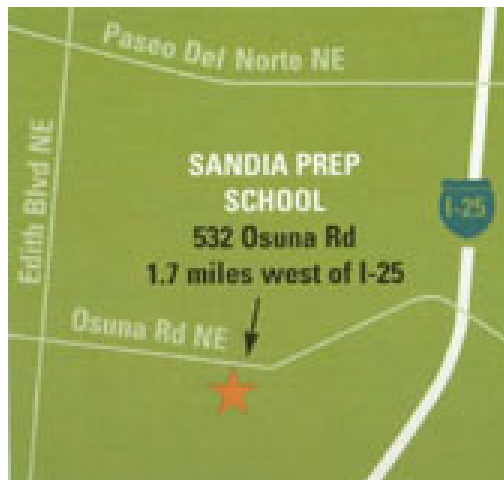 Paseo Del Norte NE
Edith Blvd NE
SANDIA PREP
SCHOOL
532 Osuna Rd
1.7 miles west of I-25
I-25
Osuna Rd NE